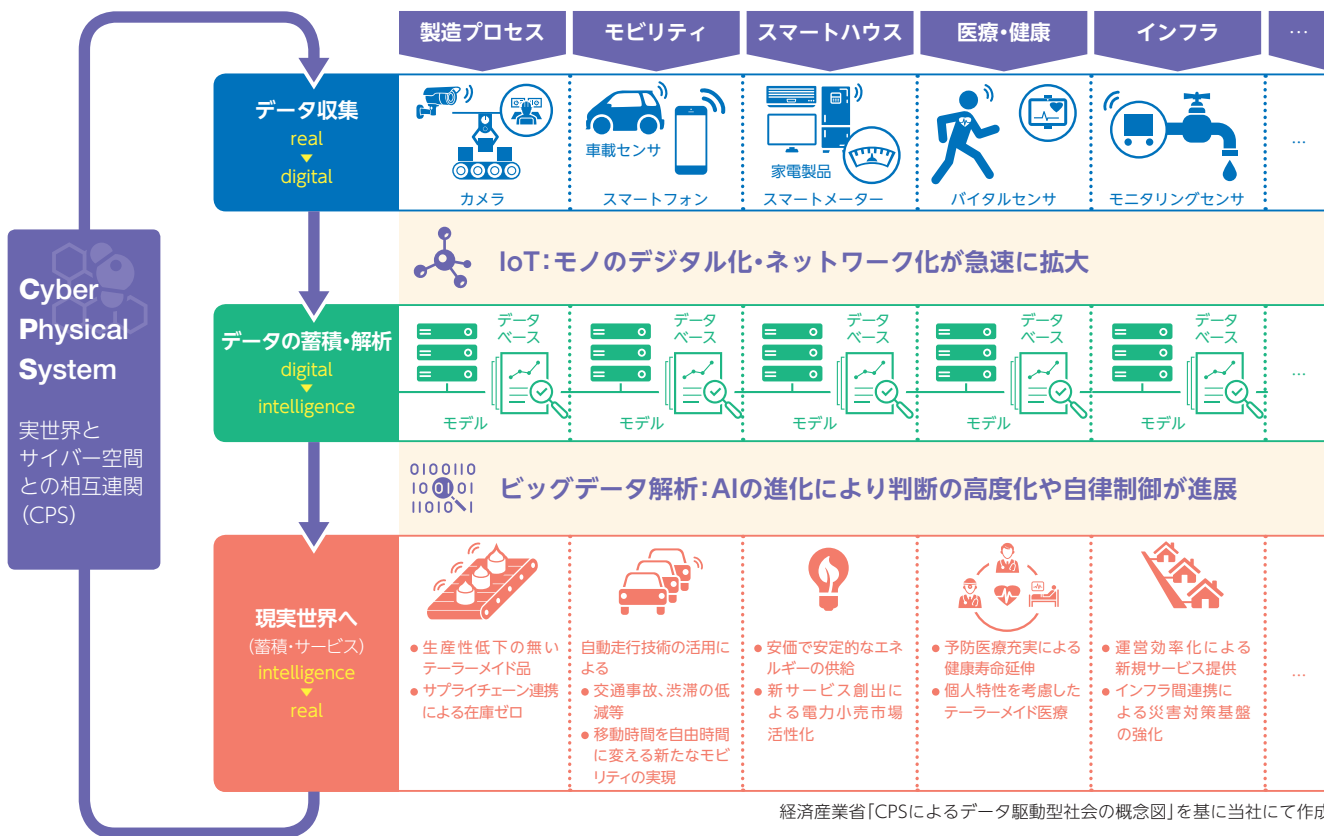 製造プロセス
モビリティ
スマートハウス
医療・健康
インフラ
…
Cyber
Physical
System
実世界と
サイバー空間
との相互連関
(CPS)
データ収集
real
▼
digital
カメラ
車載センサ
スマートフォン
家電製品
スマートメーター
バイタルセンサ
モニタリングセンサ
…
IoT:モノのデジタル化・ネットワーク化が急速に拡大
データの蓄積・解析
digital
▼
intelligence
データ
ベース
モデル
データ
ベース
モデル
データ
ベース
モデル
データ
ベース
モデル
データ
ベース
モデル
…
0100110
100101
11010 1
ビッグデータ解析:AIの進化により判断の高度化や自律制御が進展
現実世界へ
(蓄積・サービス)
intelligence
▼
real
● 生産性低下の無い
テーラーメイド品
● サプライチェーン連携
による在庫ゼロ
自動走行技術の活用に
よる
● 交通事故、渋滞の低
減等
● 移動時間を自由時間
に変える新たなモビ
リティの実現
● 安価で安定的なエネ
ルギーの供給
● 新サービス創出に
よる電力小売市場
活性化
● 予防医療充実による
健康寿命延伸
● 個人特性を考慮した
テーラーメイド医療
● 運営効率化による
新規サービス提供
● インフラ間連携に
よる災害対策基盤
の強化
…
経済産業省「CPSによるデータ駆動型社会の概念図」を基に当社にて作成